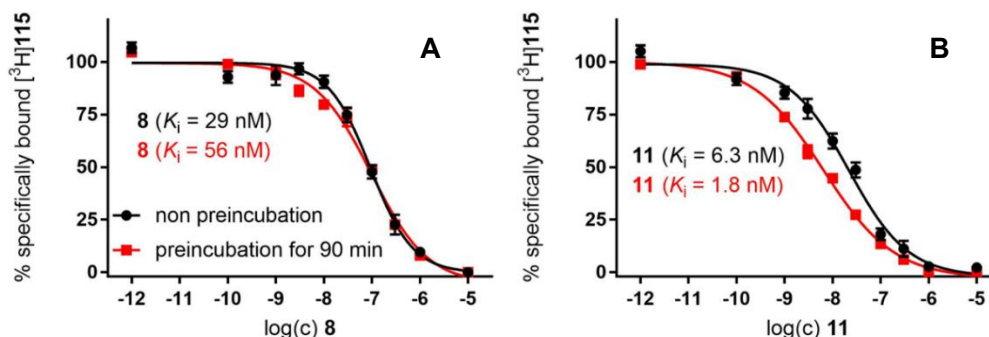 A
% specifically bound [³H]115
100
75
50
25
0
8 (Kᵢ = 29 nM)
8 (Kᵢ = 56 nM)
non preincubation
preincubation for 90 min
-12 -11 -10 -9 -8 -7 -6 -5
log(c) 8
B
% specifically bound [³H]115
100
75
50
25
0
11 (Kᵢ = 6.3 nM)
11 (Kᵢ = 1.8 nM)
-12 -11 -10 -9 -8 -7 -6 -5
log(c) 11